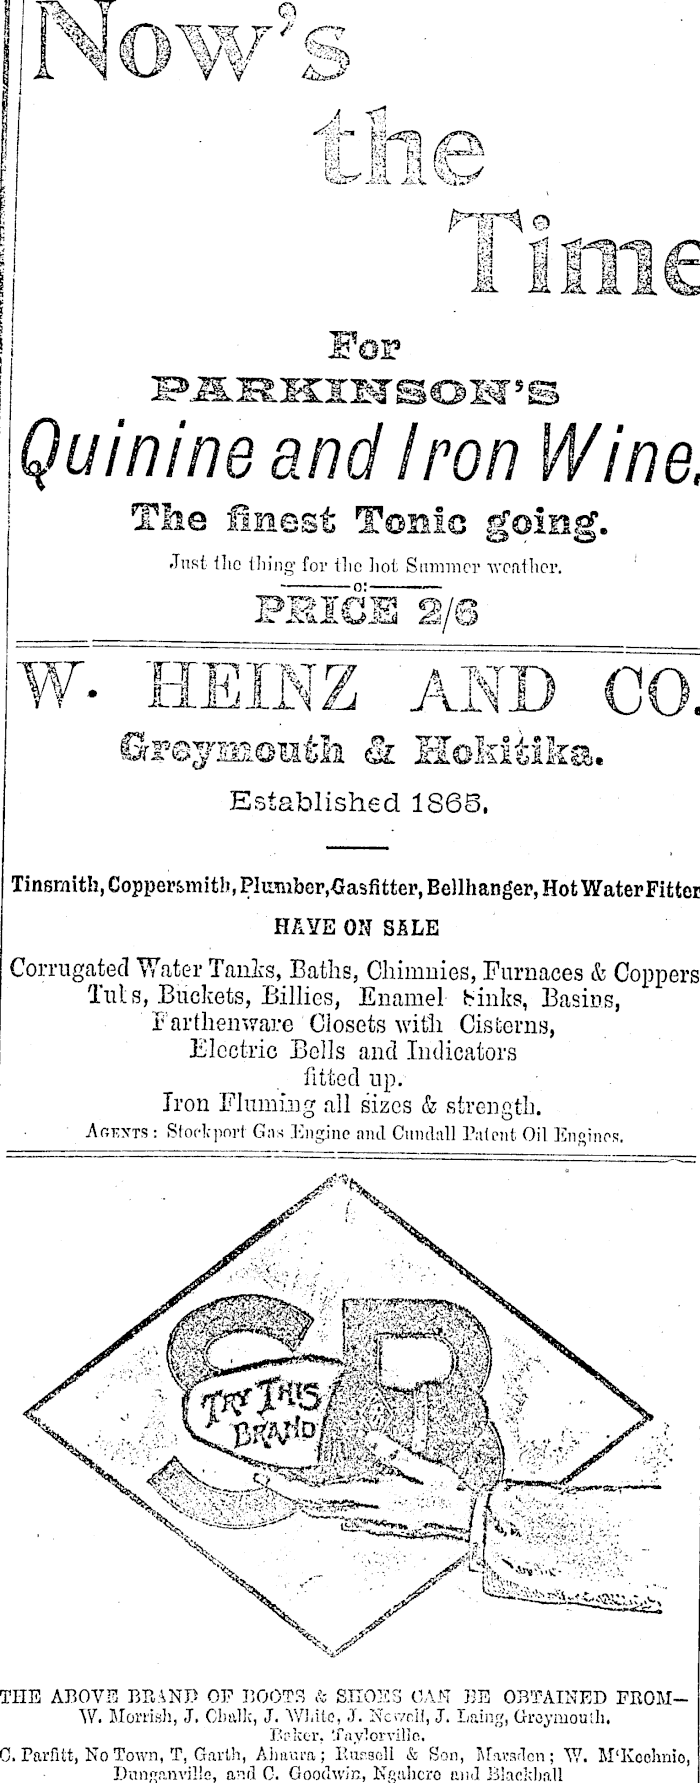 Now's
the
Time
For
PARKINSON'S
Quinine and Iron Wine.
The finest Tonic going.
Just the thing for the hot Summer weather.
:o:
PRICE 2/6
W. HEINZ AND CO.
Greymouth & Hokitika.
Established 1865.
Tinsmith, Coppersmith, Plumber, Gasfitter, Bellhanger, Hot Water Fitter
HAVE ON SALE
Corrugated Water Tanks, Baths, Chimnies, Furnaces & Coppers
Tubs, Buckets, Billies, Enamel Sinks, Basins,
Earthenware Closets with Cisterns,
Electric Bells and Indicators
fitted up.
Iron Fluming all sizes & strength.
AGENTS: Stockport Gas Engine and Cundall Patent Oil Engines.
S B
TRY THIS
BRAND
THE ABOVE BRAND OF BOOTS & SHOES CAN BE OBTAINED FROM—
W. Morrish, J. Chalk, J. White, J. Newell, J. Laing, Greymouth.
Baker, Taylorville.
C. Parfitt, No Town, T, Garth, Ahaura; Russell & Son, Marsden; W. M'Kechnie,
Dunganville, and C. Goodwin, Ngahere and Blackball